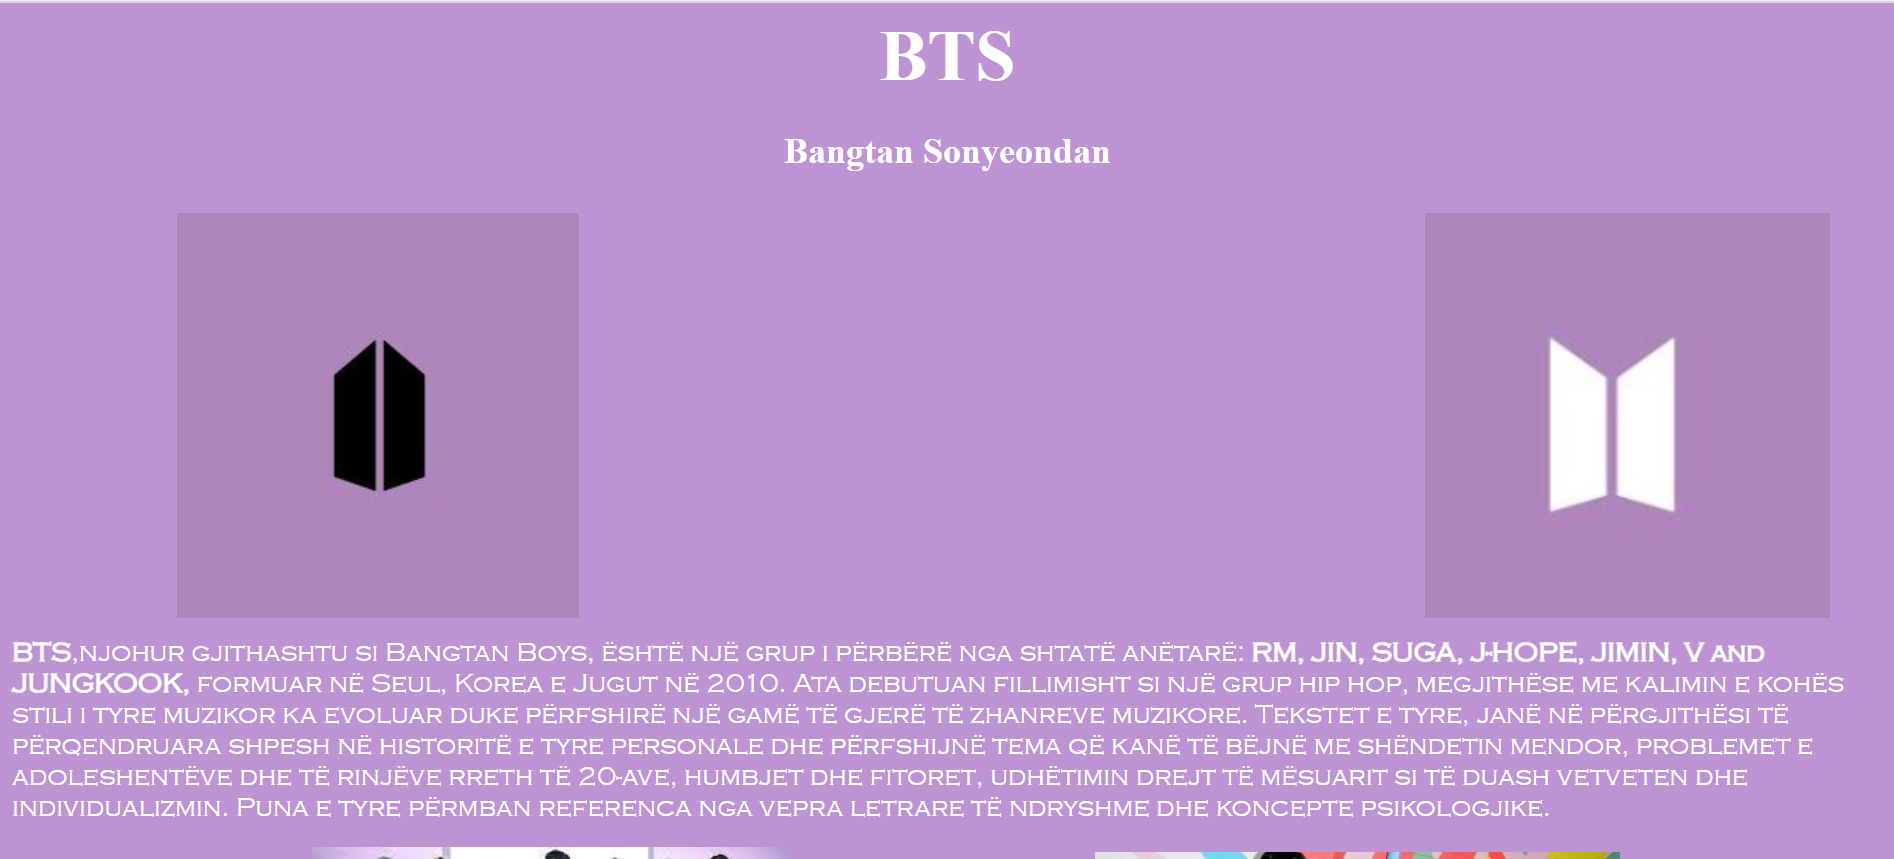 BTS
Bangtan Sonyeondan
BTS,njohur gjithashtu si Bangtan Boys, është një grup i përbërë nga shtatë anëtarë: RM, JIN, SUGA, J-HOPE, JIMIN, V and
JUNGKOOK, formuar në Seul, Korea e Jugut në 2010. Ata debutuan fillimisht si një grup hip hop, megjithëse me kalimin e kohës
stili i tyre muzikor ka evoluar duke përfshirë një gamë të gjerë të zhanreve muzikore. Tekstet e tyre, janë në përgjithësi të
përqendruara shpesh në historitë e tyre personale dhe përfshijnë tema që kanë të bëjnë me shëndetin mendor, problemet e
adoleshentëve dhe të rinjëve rreth të 20-ave, humbjet dhe fitoret, udhëtimin drejt të mësuarit si të duash vetveten dhe
individualizmin. Puna e tyre përmban referenca nga vepra letrare të ndryshme dhe koncepte psikologjike.